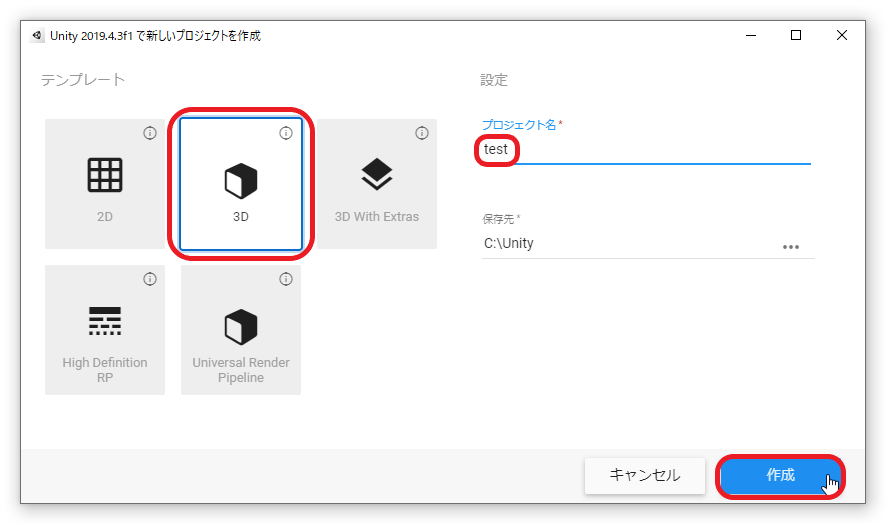 Unity 2019.4.3f1 で新しいプロジェクトを作成
テンプレート
2D
3D
3D With Extras
High Definition
RP
Universal Render
Pipeline
設定
プロジェクト名*
test
保存先*
C:\Unity
キャンセル
作成